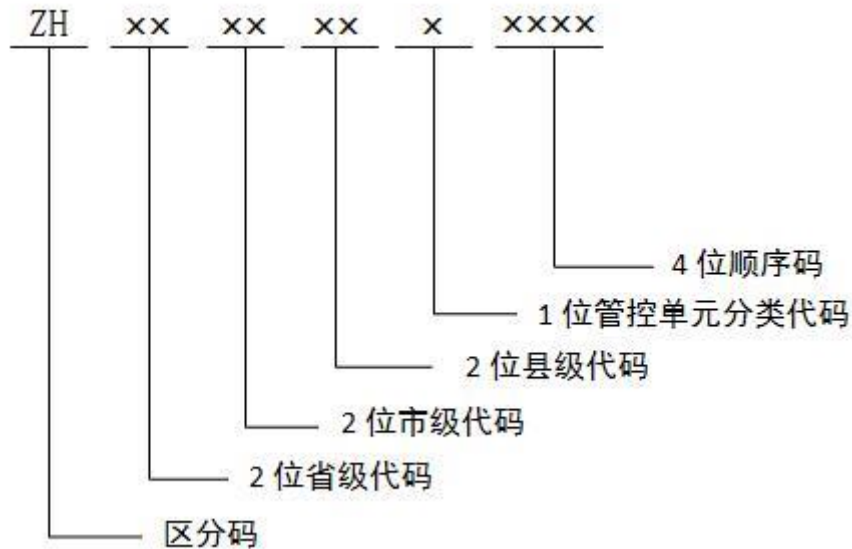 ZH ×× ×× ×× × ××××
4 位顺序码
1 位管控单元分类代码
2 位县级代码
2 位市级代码
2 位省级代码
区分码